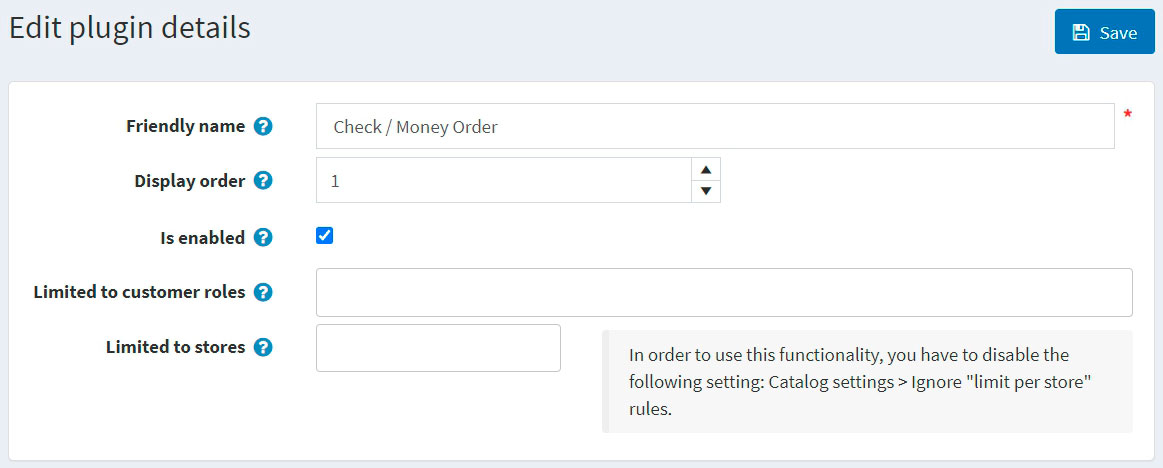 Edit plugin details
Save
Friendly name ?
Check / Money Order *
Display order ?
1
Is enabled ?
Limited to customer roles ?
Limited to stores ?
In order to use this functionality, you have to disable the
following setting: Catalog settings > Ignore "limit per store"
rules.